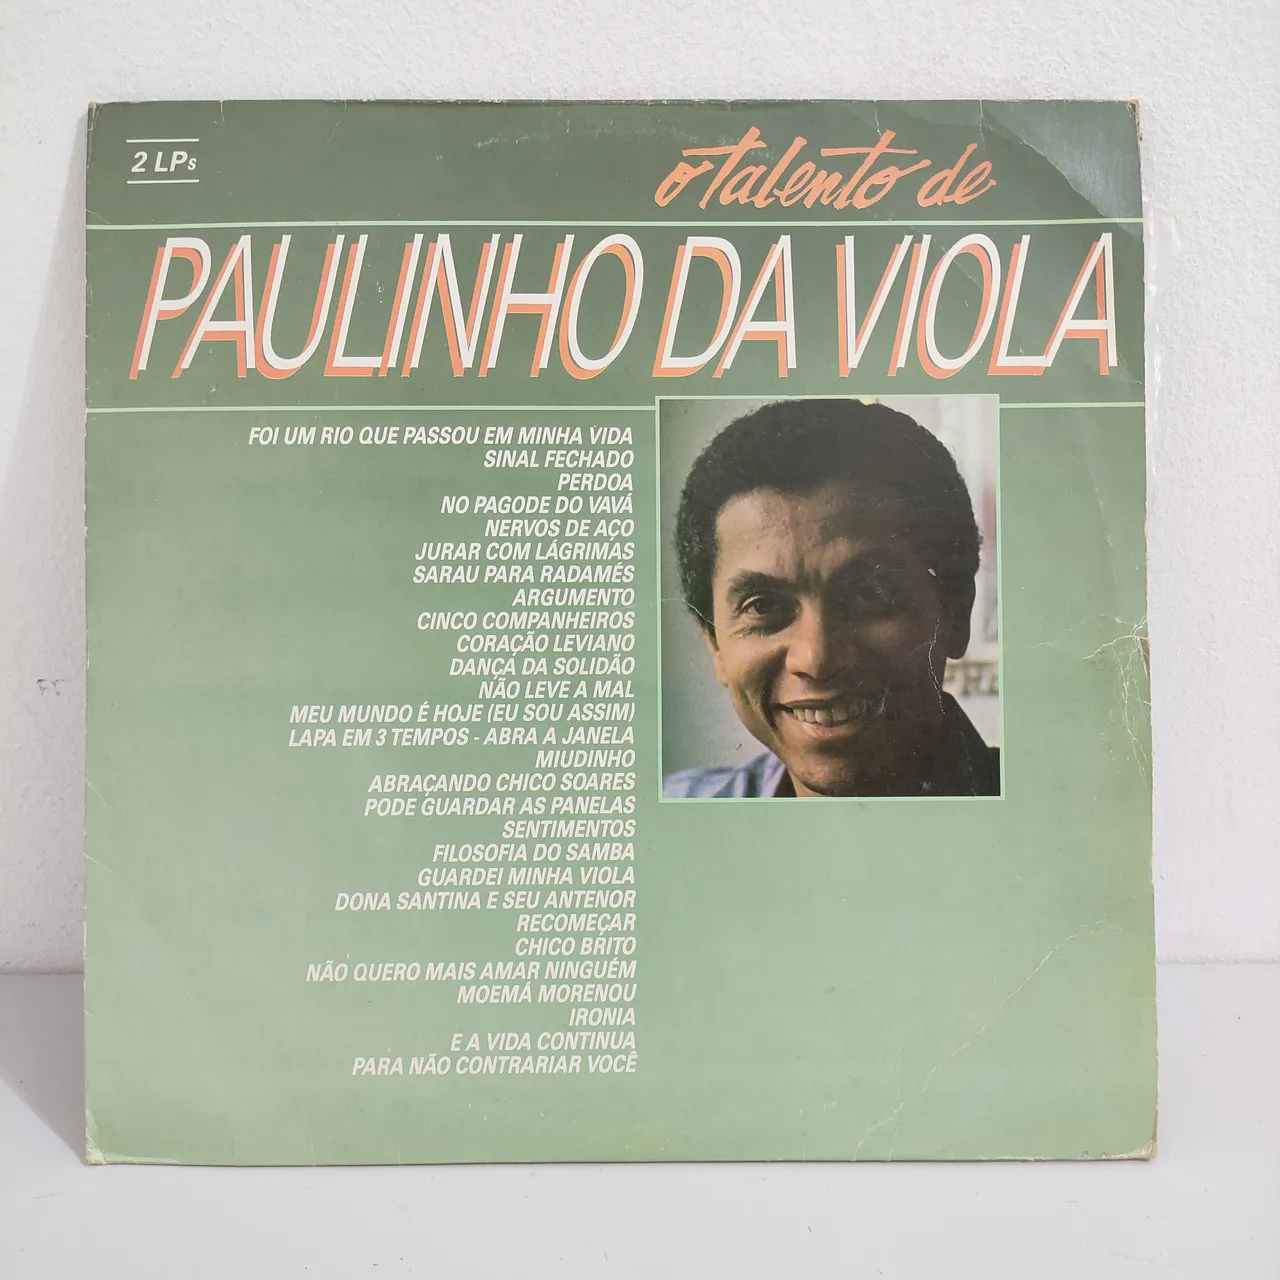 2 LPs
o talento de
PAULINHO DA VIOLA
FOI UM RIO QUE PASSOU EM MINHA VIDA
SINAL FECHADO
PERDOA
NO PAGODE DO VAVÁ
NERVOS DE AÇO
JURAR COM LÁGRIMAS
SARAU PARA RADAMÉS
ARGUMENTO
CINCO COMPANHEIROS
CORAÇÃO LEVIANO
DANÇA DA SOLIDÃO
NÃO LEVE A MAL
MEU MUNDO É HOJE (EU SOU ASSIM)
LAPA EM 3 TEMPOS - ABRA A JANELA
MIUDINHO
ABRAÇANDO CHICO SOARES
PODE GUARDAR AS PANELAS
SENTIMENTOS
FILOSOFIA DO SAMBA
GUARDEI MINHA VIOLA
DONA SANTINA E SEU ANTENOR
RECOMEÇAR
CHICO BRITO
NÃO QUERO MAIS AMAR NINGUÉM
MOEMÁ MORENOU
IRONIA
E A VIDA CONTINUA
PARA NÃO CONTRARIAR VOCÊ